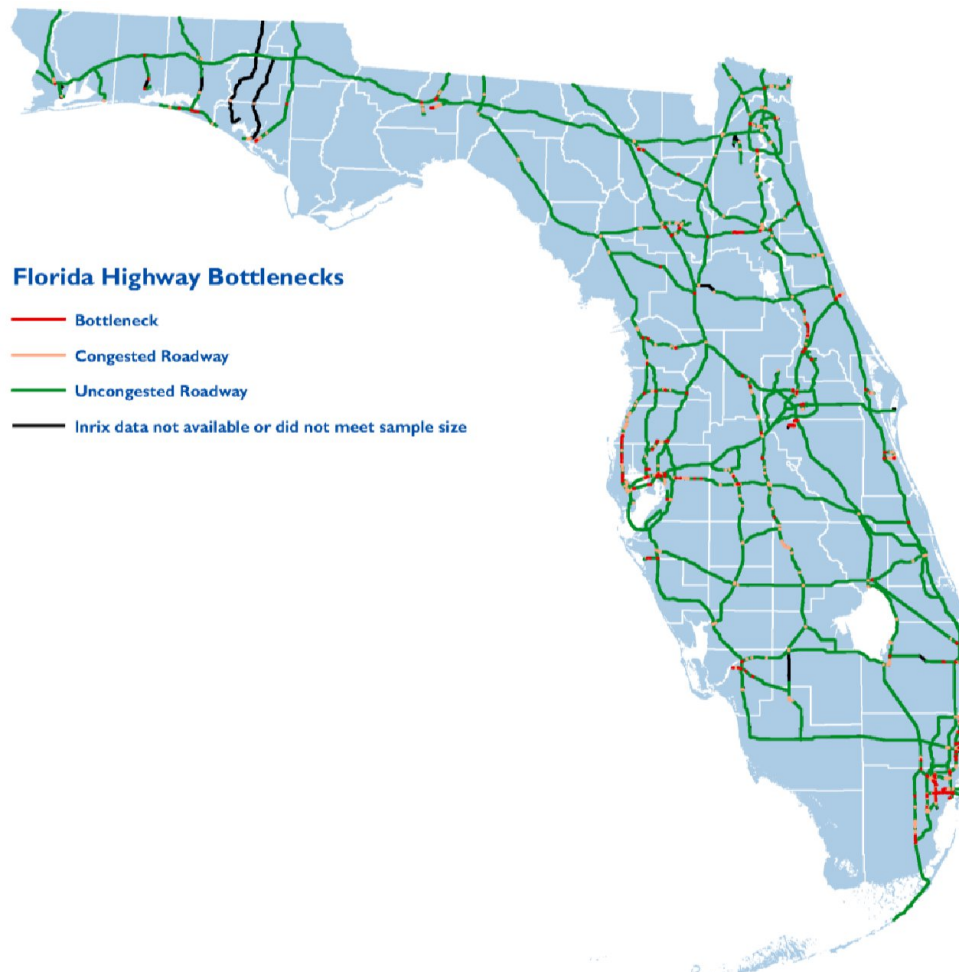 Florida Highway Bottlenecks
Bottleneck
Congested Roadway
Uncongested Roadway
Inrix data not available or did not meet sample size